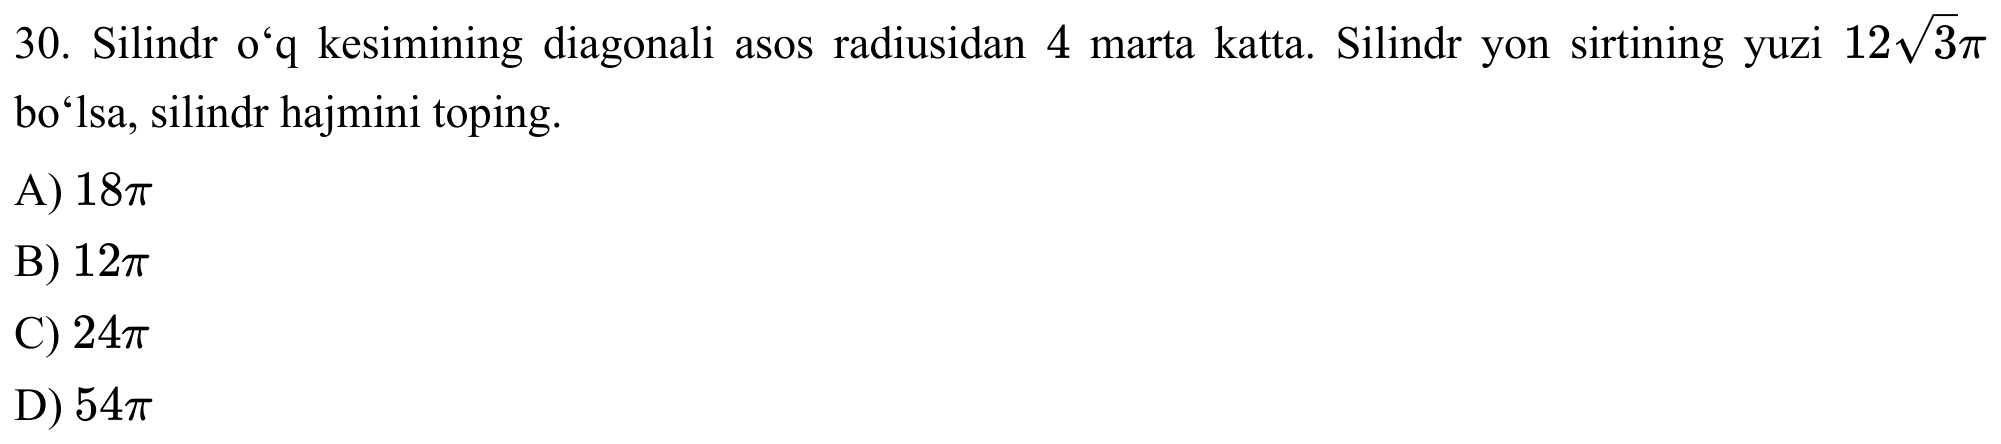 30. Silindr o‘q kesimining diagonali asos radiusidan 4 marta katta. Silindr yon sirtining yuzi 12√3π
bo‘lsa, silindr hajmini toping.
A) 18π
B) 12π
C) 24π
D) 54π